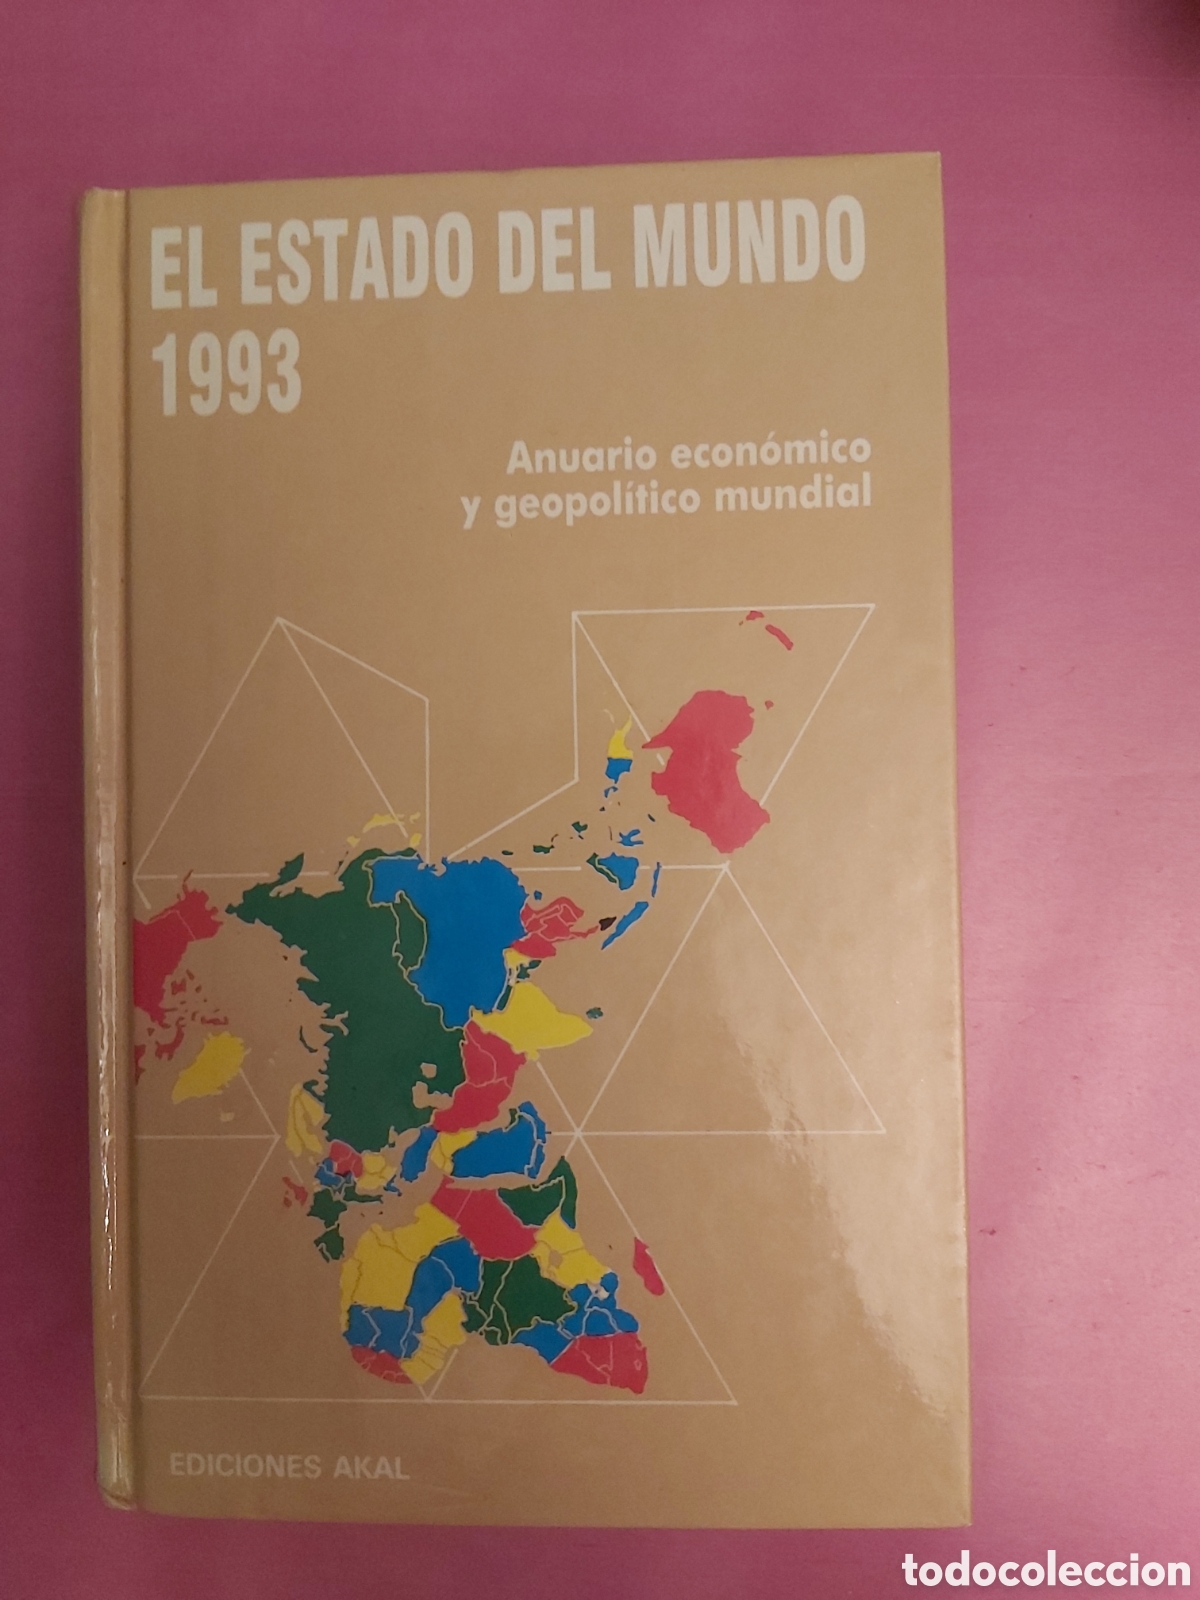 EL ESTADO DEL MUNDO
1993
Anuario económico
y geopolítico mundial
EDICIONES AKAL
todocoleccion